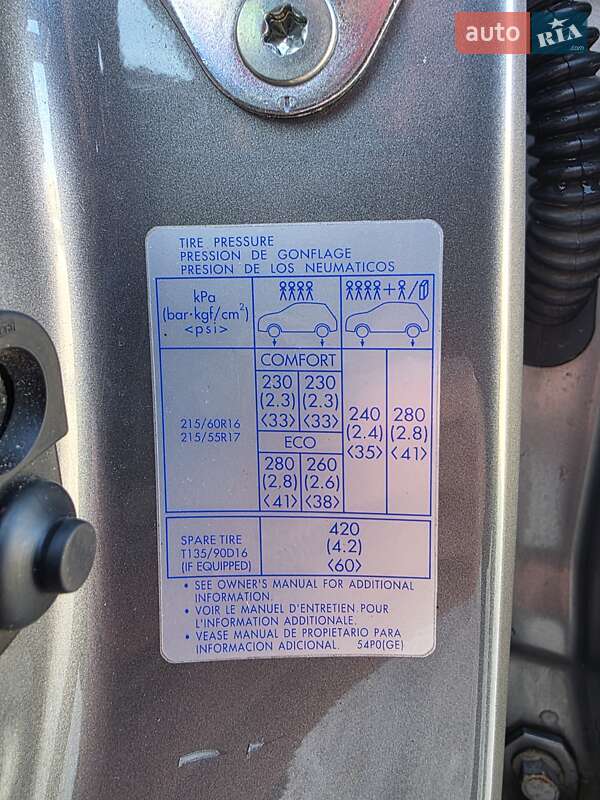 auto RIA .com
TIRE PRESSURE
PRESSION DE GONFLAGE
PRESION DE LOS NEUMATICOS
kPa
(bar·kgf/cm²)
<psi>
+ /
COMFORT
230 230
(2.3) (2.3)
<33> <33>
215/60R16
215/55R17
240 280
(2.4) (2.8)
<35> <41>
ECO
280 260
(2.8) (2.6)
<41> <38>
SPARE TIRE
T135/90D16
(IF EQUIPPED)
420
(4.2)
<60>
• SEE OWNER'S MANUAL FOR ADDITIONAL
INFORMATION.
• VOIR LE MANUEL D'ENTRETIEN POUR
L'INFORMATION ADDITIONALE.
• VEASE MANUAL DE PROPIETARIO PARA
INFORMACION ADICIONAL. 54P0(GE)